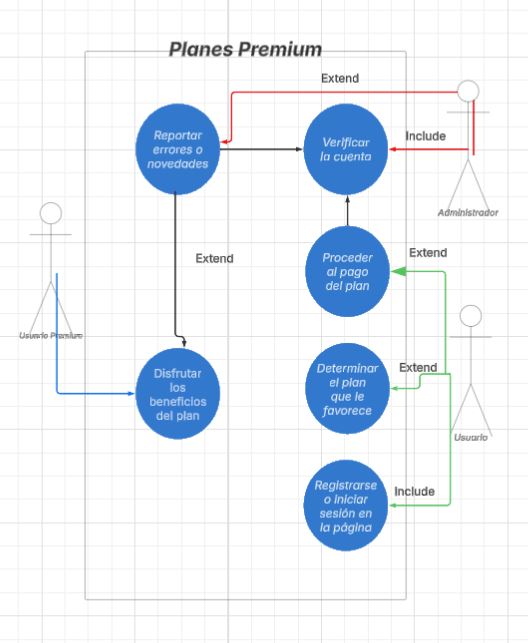 Planes Premium
Extend
Reportar
errores o
novedades
Verificar
la cuenta
Include
Administrador
Extend
Proceder
al pago
del plan
Extend
Usuario Premium
Disfrutar
los
beneficios
del plan
Determinar
el plan
que le
favorece
Extend
Usuario
Registrarse
o iniciar
sesión en
la página
Include